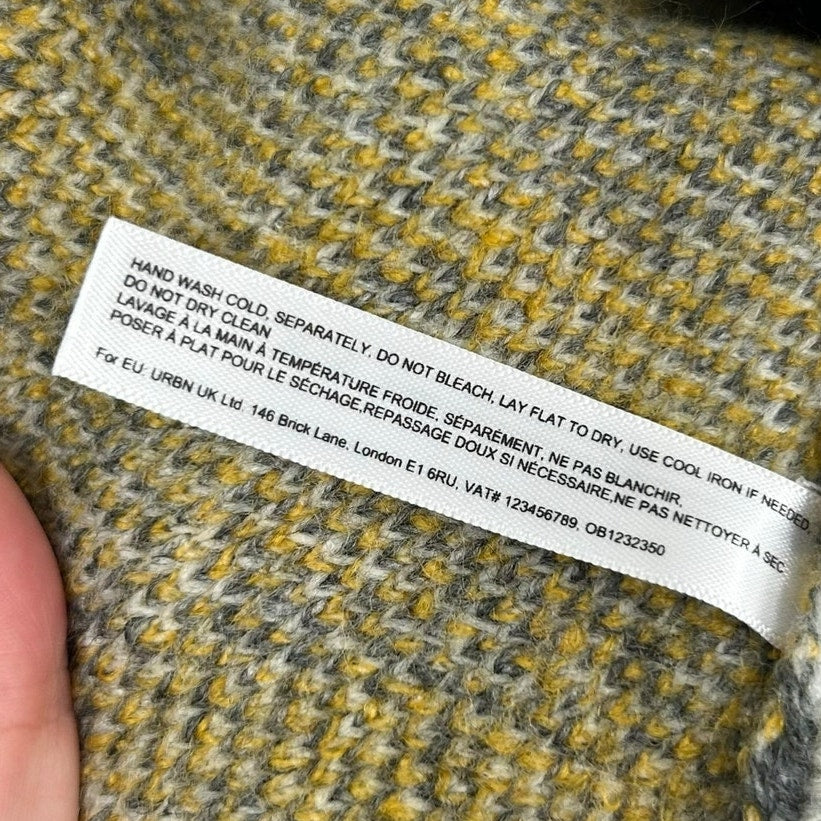 HAND WASH COLD, SEPARATELY. DO NOT BLEACH, LAY FLAT TO DRY, USE COOL IRON IF NEEDED,
DO NOT DRY CLEAN
LAVAGE À LA MAIN À TEMPÉRATURE FROIDE, SÉPARÉMENT, NE PAS BLANCHIR,
POSER À PLAT POUR LE SÉCHAGE,REPASSAGE DOUX SI NÉCESSAIRE,NE PAS NETTOYER À SEC.
For EU: URBN UK Ltd. 146 Brick Lane. London E1 6RU, VAT# 123456789, OB1232350